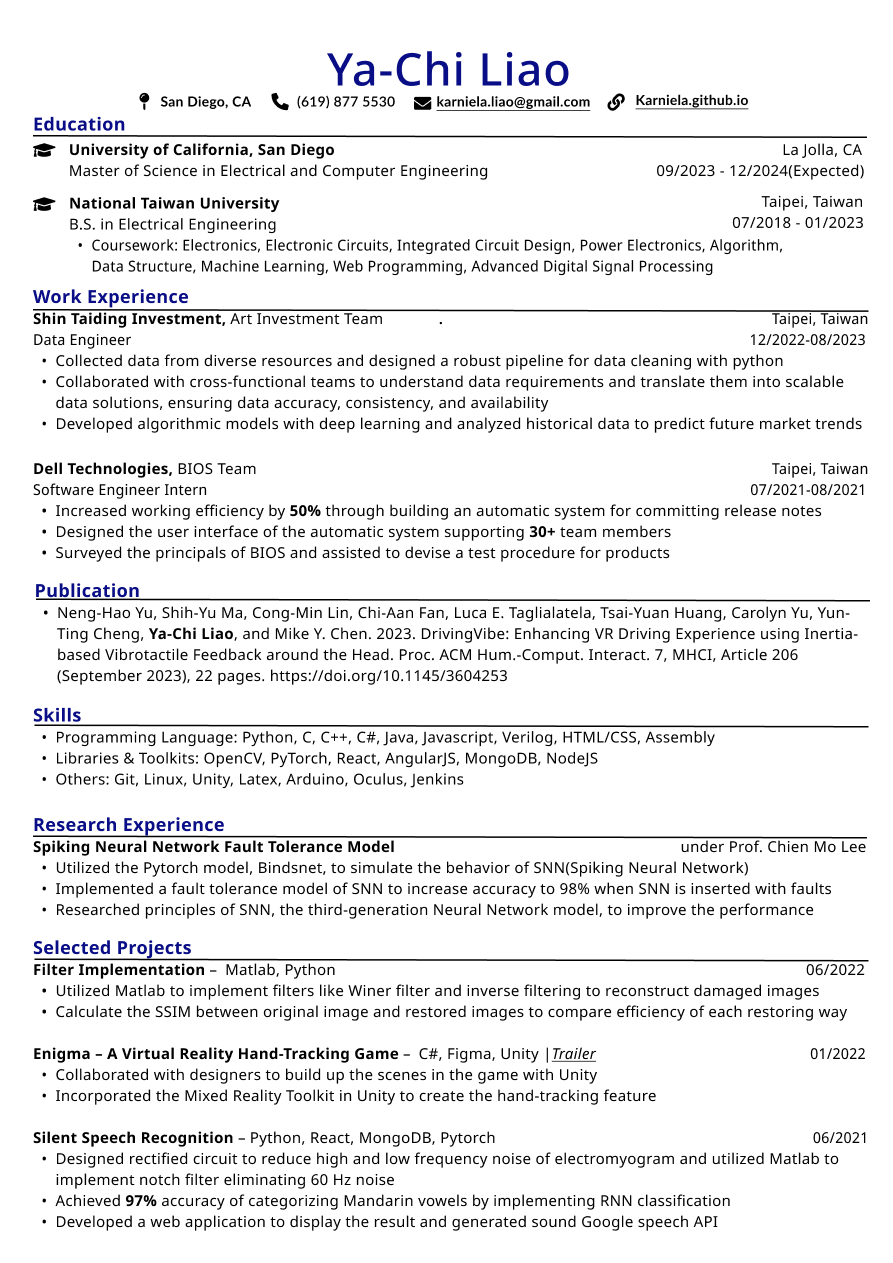 Ya-Chi Liao
San Diego, CA (619) 877 5530 karniela.liao@gmail.com Karniela.github.io
Education
University of California, San Diego La Jolla, CA
Master of Science in Electrical and Computer Engineering 09/2023 - 12/2024(Expected)
National Taiwan University Taipei, Taiwan
B.S. in Electrical Engineering 07/2018 - 01/2023
• Coursework: Electronics, Electronic Circuits, Integrated Circuit Design, Power Electronics, Algorithm,
Data Structure, Machine Learning, Web Programming, Advanced Digital Signal Processing
Work Experience
Shin Taiding Investment, Art Investment Team . Taipei, Taiwan
Data Engineer 12/2022-08/2023
• Collected data from diverse resources and designed a robust pipeline for data cleaning with python
• Collaborated with cross-functional teams to understand data requirements and translate them into scalable
data solutions, ensuring data accuracy, consistency, and availability
• Developed algorithmic models with deep learning and analyzed historical data to predict future market trends
Dell Technologies, BIOS Team Taipei, Taiwan
Software Engineer Intern 07/2021-08/2021
• Increased working efficiency by 50% through building an automatic system for committing release notes
• Designed the user interface of the automatic system supporting 30+ team members
• Surveyed the principals of BIOS and assisted to devise a test procedure for products
Publication
• Neng-Hao Yu, Shih-Yu Ma, Cong-Min Lin, Chi-Aan Fan, Luca E. Taglialatela, Tsai-Yuan Huang, Carolyn Yu, Yun-
Ting Cheng, Ya-Chi Liao, and Mike Y. Chen. 2023. DrivingVibe: Enhancing VR Driving Experience using Inertia-
based Vibrotactile Feedback around the Head. Proc. ACM Hum.-Comput. Interact. 7, MHCI, Article 206
(September 2023), 22 pages. https://doi.org/10.1145/3604253
Skills
• Programming Language: Python, C, C++, C#, Java, Javascript, Verilog, HTML/CSS, Assembly
• Libraries & Toolkits: OpenCV, PyTorch, React, AngularJS, MongoDB, NodeJS
• Others: Git, Linux, Unity, Latex, Arduino, Oculus, Jenkins
Research Experience
Spiking Neural Network Fault Tolerance Model under Prof. Chien Mo Lee
• Utilized the Pytorch model, Bindsnet, to simulate the behavior of SNN(Spiking Neural Network)
• Implemented a fault tolerance model of SNN to increase accuracy to 98% when SNN is inserted with faults
• Researched principles of SNN, the third-generation Neural Network model, to improve the performance
Selected Projects
Filter Implementation – Matlab, Python 06/2022
• Utilized Matlab to implement filters like Winer filter and inverse filtering to reconstruct damaged images
• Calculate the SSIM between original image and restored images to compare efficiency of each restoring way
Enigma – A Virtual Reality Hand-Tracking Game – C#, Figma, Unity |Trailer 01/2022
• Collaborated with designers to build up the scenes in the game with Unity
• Incorporated the Mixed Reality Toolkit in Unity to create the hand-tracking feature
Silent Speech Recognition – Python, React, MongoDB, Pytorch 06/2021
• Designed rectified circuit to reduce high and low frequency noise of electromyogram and utilized Matlab to
implement notch filter eliminating 60 Hz noise
• Achieved 97% accuracy of categorizing Mandarin vowels by implementing RNN classification
• Developed a web application to display the result and generated sound Google speech API